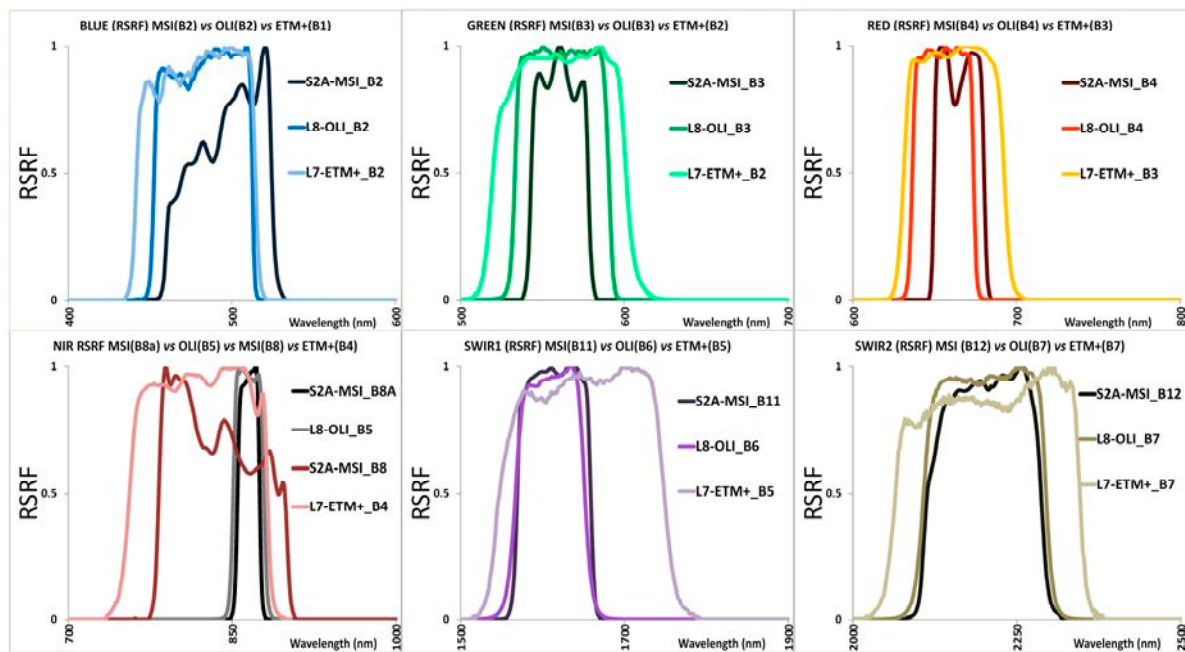 BLUE (RSRF) MSI(B2) vs OLI(B2) vs ETM+(B1)
1
S2A-MSI_B2
L8-OLI_B2
L7-ETM+_B2
RSRF
0.5
0
Wavelength (nm)
400
500
600
GREEN (RSRF) MSI(B3) vs OLI(B3) vs ETM+(B2)
1
S2A-MSI_B3
L8-OLI_B3
L7-ETM+_B2
RSRF
0.5
0
Wavelength (nm)
500
600
700
RED (RSRF) MSI(B4) vs OLI(B4) vs ETM+(B3)
1
S2A-MSI_B4
L8-OLI_B4
L7-ETM+_B3
RSRF
0.5
0
Wavelength (nm)
600
700
800
NIR RSRF MSI(B8a) vs OLI(B5) vs MSI(B8) vs ETM+(B4)
1
S2A-MSI_B8A
L8-OLI_B5
S2A-MSI_B8
L7-ETM+_B4
RSRF
0.5
0
Wavelength (nm)
700
850
1000
SWIR1 (RSRF) MSI(B11) vs OLI(B6) vs ETM+(B5)
1
S2A-MSI_B11
L8-OLI_B6
L7-ETM+_B5
RSRF
0.5
0
Wavelength (nm)
1500
1700
1900
SWIR2 (RSRF) MSI (B12) vs OLI(B7) vs ETM+(B7)
1
S2A-MSI_B12
L8-OLI_B7
L7-ETM+_B7
RSRF
0.5
0
Wavelength (nm)
2000
2250
2500